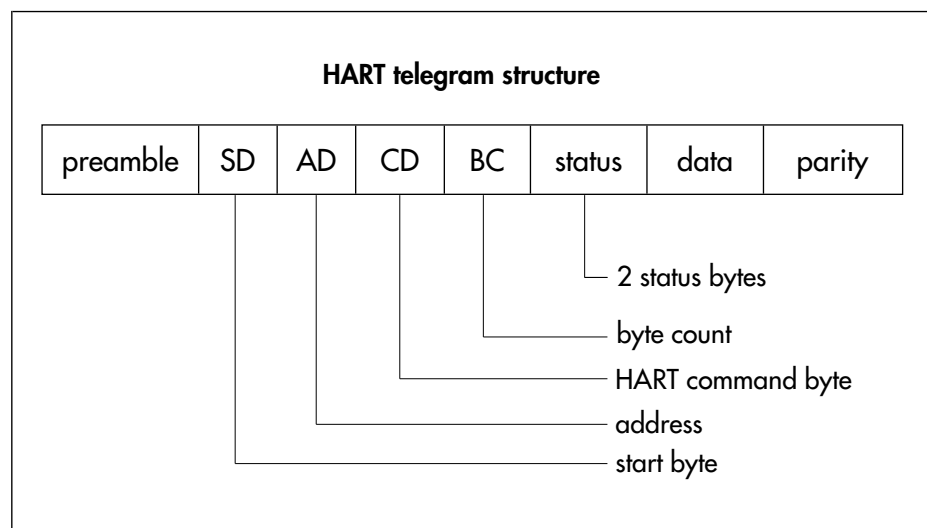 HART telegram structure
preamble SD AD CD BC status data parity
2 status bytes
byte count
HART command byte
address
start byte